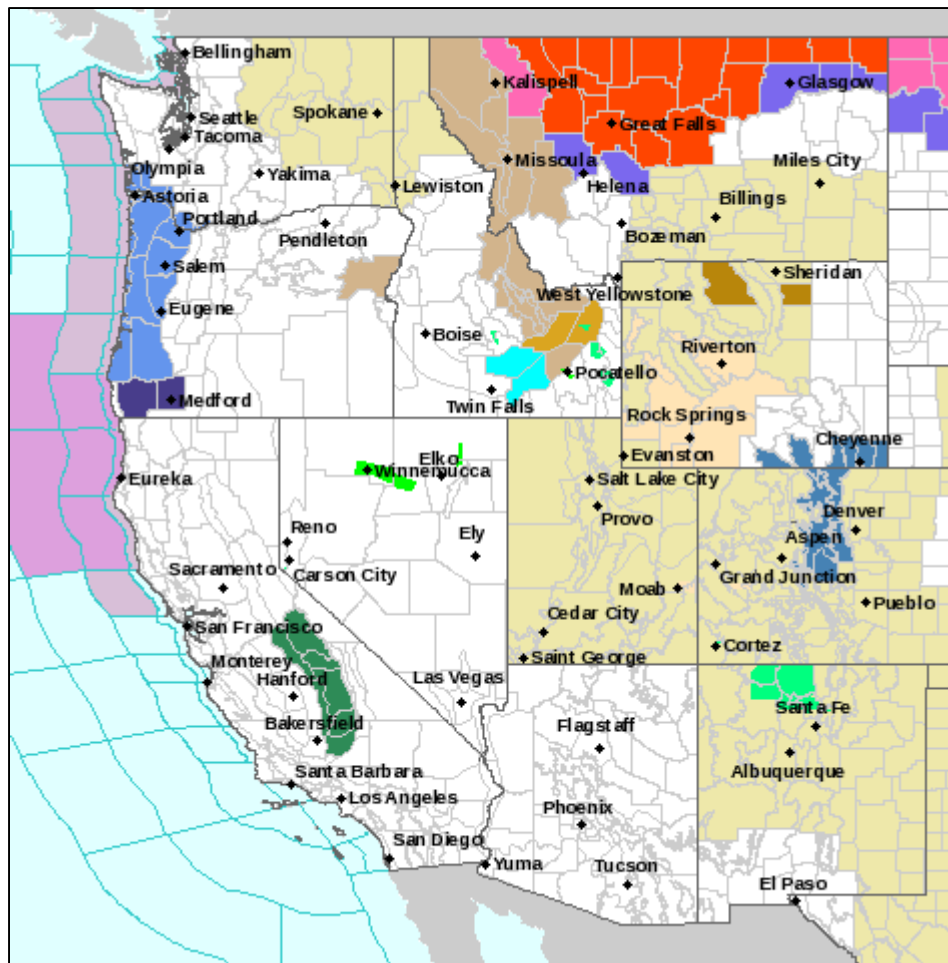 Bellingham
Kalispell
Glasgow
Seattle
Spokane
Great Falls
Tacoma
Olympia
Missoula
Miles City
Yakima
Helena
Lewiston
Astoria
Billings
Portland
Pendleton
Bozeman
Salem
Sheridan
West Yellowstone
Eugene
Boise
Riverton
Pocatello
Medford
Twin Falls
Rock Springs
Cheyenne
Elko
Evanston
Winnemucca
Eureka
Salt Lake City
Provo
Denver
Reno
Ely
Aspen
Sacramento
Carson City
Grand Junction
Moab
Pueblo
Cedar City
San Francisco
Cortez
Saint George
Monterey
Hanford
Las Vegas
Santa Fe
Bakersfield
Flagstaff
Albuquerque
Santa Barbara
Los Angeles
Phoenix
San Diego
Yuma
Tucson
El Paso